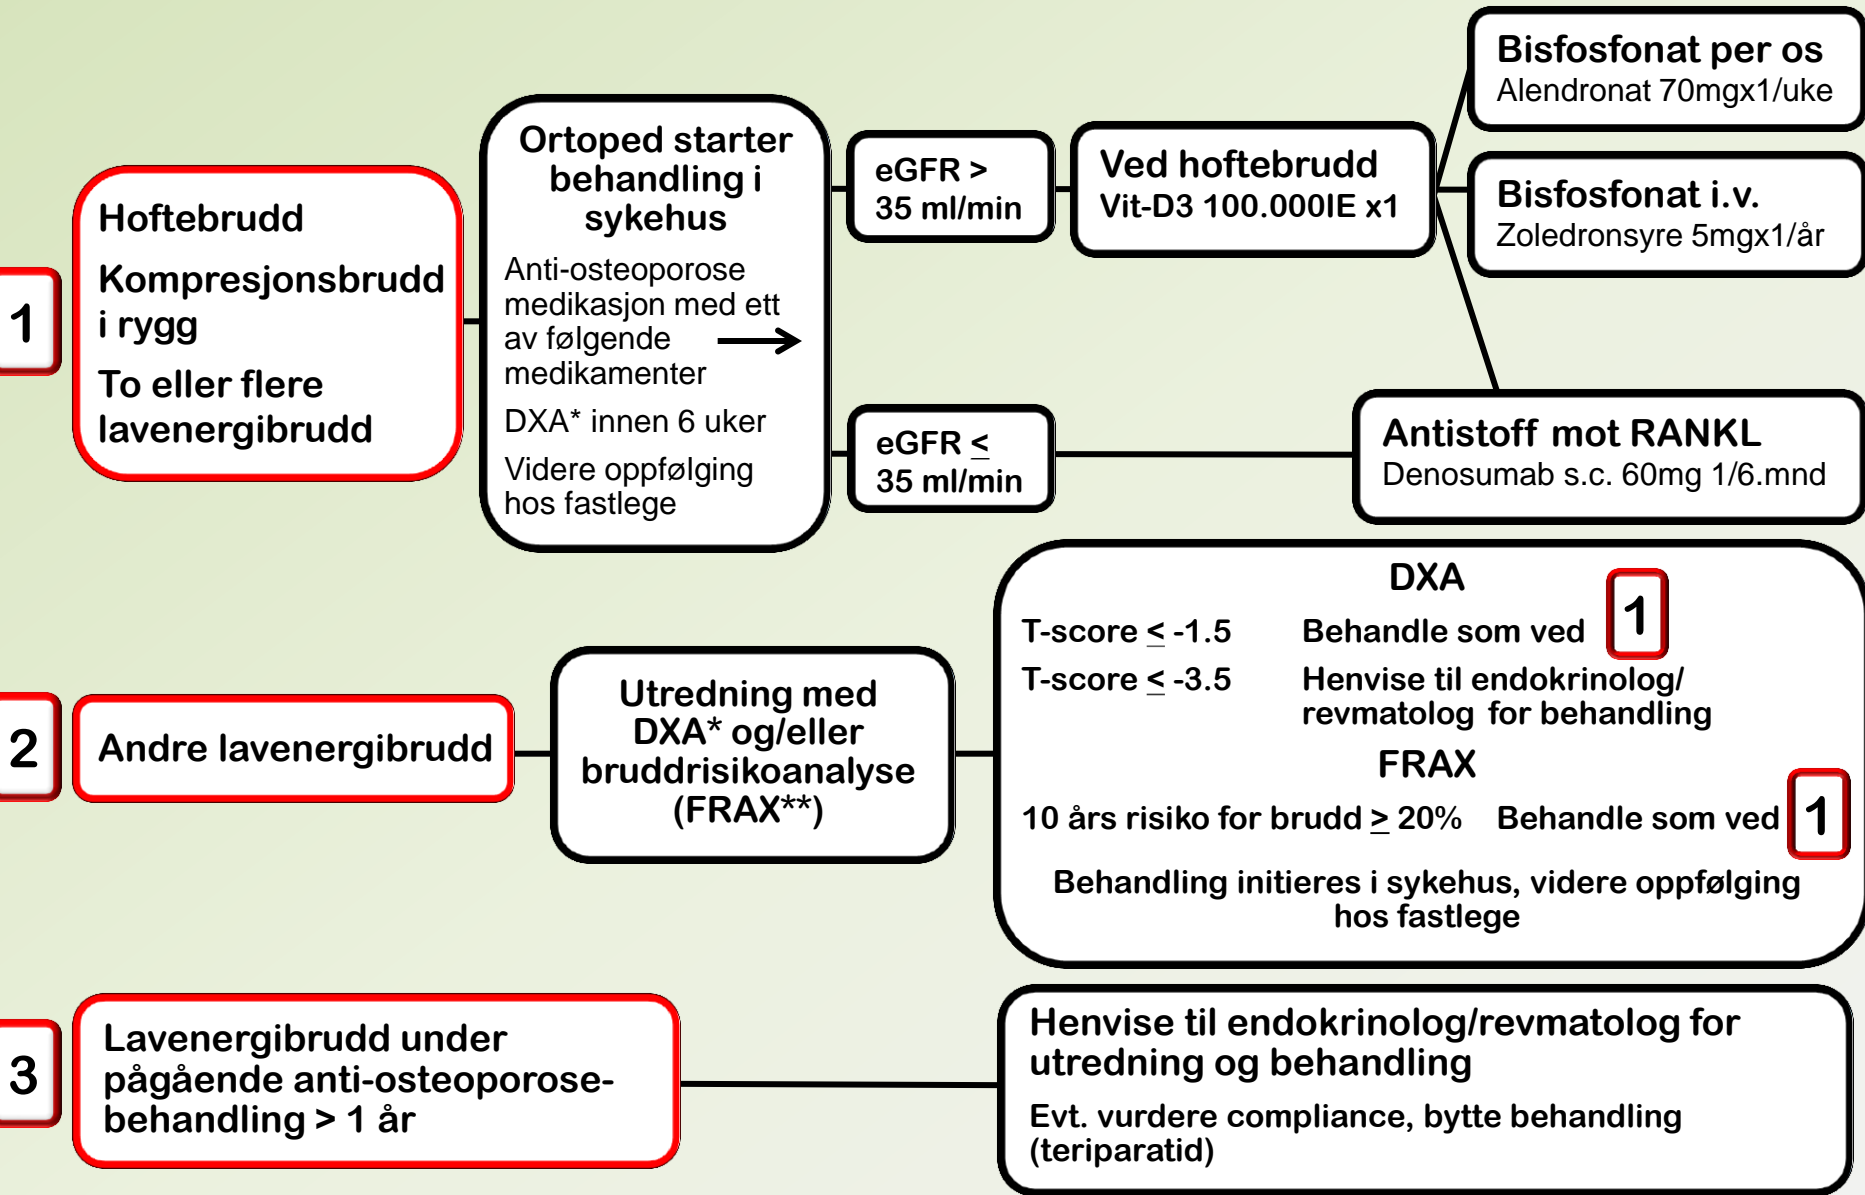 1
Hoftebrudd
Kompresjonsbrudd
i rygg
To eller flere
lavenergibrudd
Ortoped starter
behandling i
sykehus
Anti-osteoporose
medikasjon med ett
av følgende
medikamenter
DXA* innen 6 uker
Videre oppfølging
hos fastlege
eGFR >
35 ml/min
Ved hoftebrudd
Vit-D3 100.000IE x1
Bisfosfonat per os
Alendronat 70mgx1/uke
Bisfosfonat i.v.
Zoledronsyre 5mgx1/år
eGFR ≤
35 ml/min
Antistoff mot RANKL
Denosumab s.c. 60mg 1/6.mnd
2
Andre lavenergibrudd
Utredning med
DXA* og/eller
bruddrisikoanalyse
(FRAX**)
DXA
T-score ≤ -1.5 Behandle som ved 1
T-score ≤ -3.5 Henvise til endokrinolog/
revmatolog for behandling
FRAX
10 års risiko for brudd ≥ 20% Behandle som ved 1
Behandling initieres i sykehus, videre oppfølging
hos fastlege
3
Lavenergibrudd under
pågående anti-osteoporose-
behandling > 1 år
Henvise til endokrinolog/revmatolog for
utredning og behandling
Evt. vurdere compliance, bytte behandling
(teriparatid)